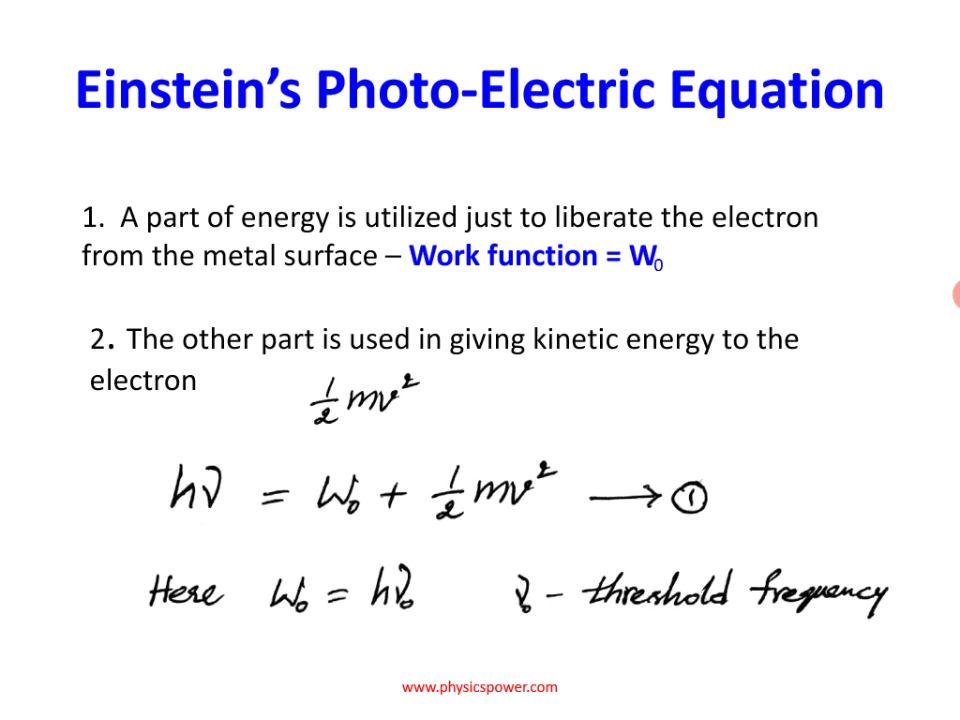 Einstein’s Photo-Electric Equation
1. A part of energy is utilized just to liberate the electron
from the metal surface – Work function = W₀
2. The other part is used in giving kinetic energy to the
electron
½ mv²
hν = W₀ + ½ mv² ⟶ ①
Here W₀ = hν₀ ν₀ – threshold frequency
www.physicspower.com